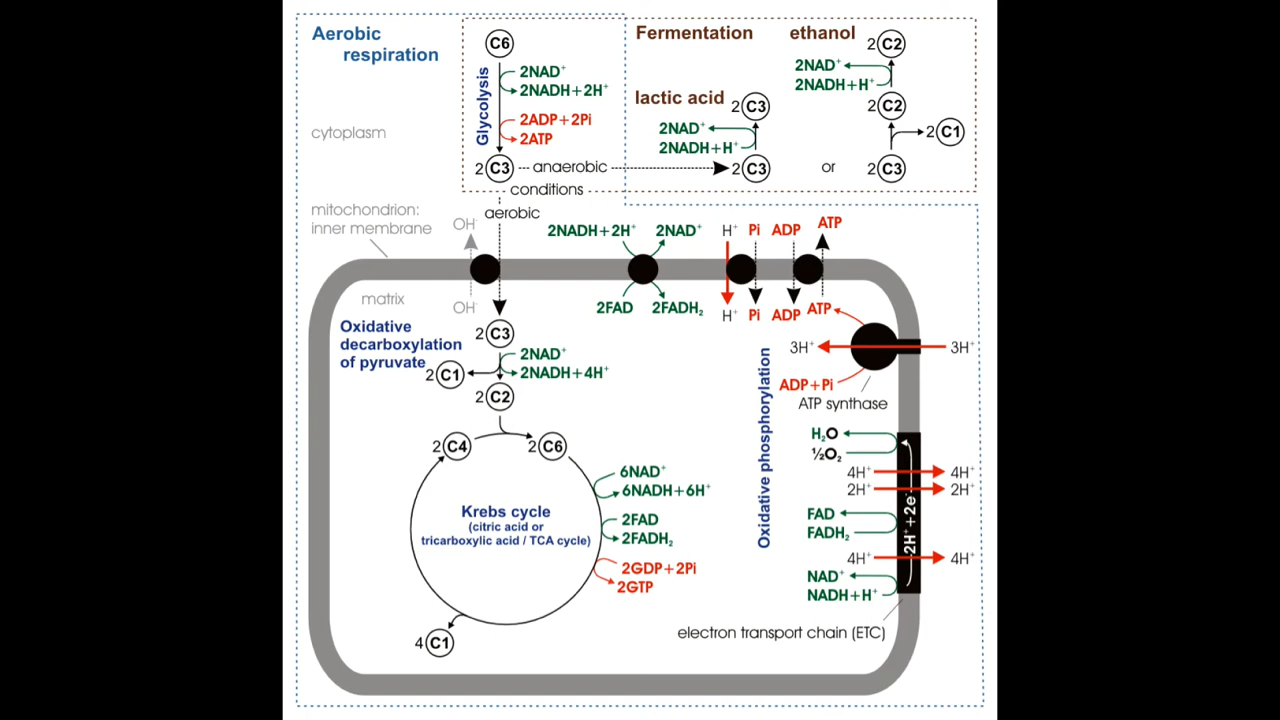 Aerobic
respiration
Fermentation
ethanol
2 C2
C6
2NAD⁺
2NADH+2H⁺
Glycolysis
2ADP+2Pi
2ATP
2 C3
cytoplasm
lactic acid
2 C3
2NAD⁺
2NADH+H⁺
2 C3
2NAD⁺
2NADH+H⁺
2 C2
2 C1
or
2 C3
anaerobic
conditions
aerobic
mitochondrion:
inner membrane
OH⁻
OH⁻
matrix
2NADH+2H⁺
2NAD⁺
2FAD
2FADH₂
H⁺
Pi
ADP
ATP
H⁺
Pi
ADP
ATP
Oxidative
decarboxylation
of pyruvate
2 C3
2NAD⁺
2NADH+4H⁺
2 C1
2 C2
2 C4
2 C6
Krebs cycle
(citric acid or
tricarboxylic acid / TCA cycle)
6NAD⁺
6NADH+6H⁺
2FAD
2FADH₂
2GDP+2Pi
2GTP
4 C1
Oxidative phosphorylation
3H⁺
3H⁺
ADP+Pi
ATP synthase
H₂O
½O₂
4H⁺
4H⁺
2H⁺
2H⁺
FAD
FADH₂
4H⁺
4H⁺
NAD⁺
NADH+H⁺
2H⁺+2e⁻
electron transport chain (ETC)